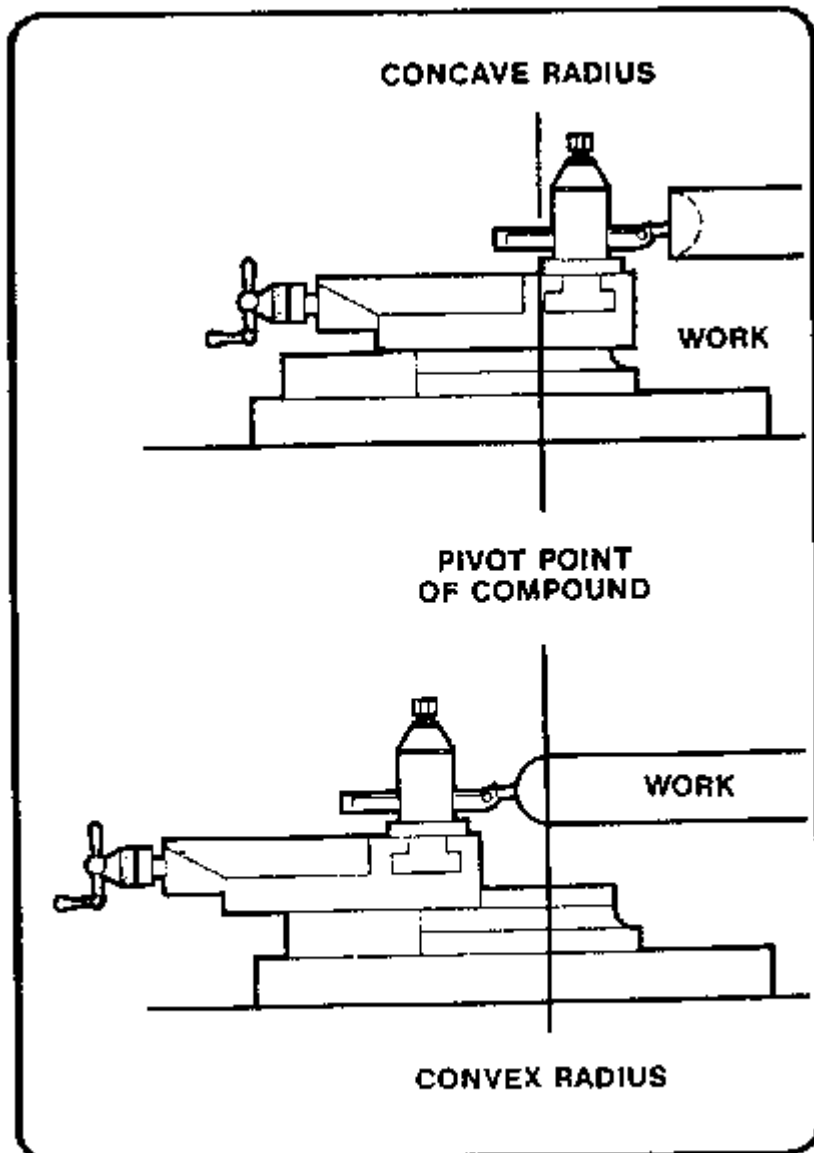 CONCAVE RADIUS
WORK
PIVOT POINT
OF COMPOUND
WORK
CONVEX RADIUS